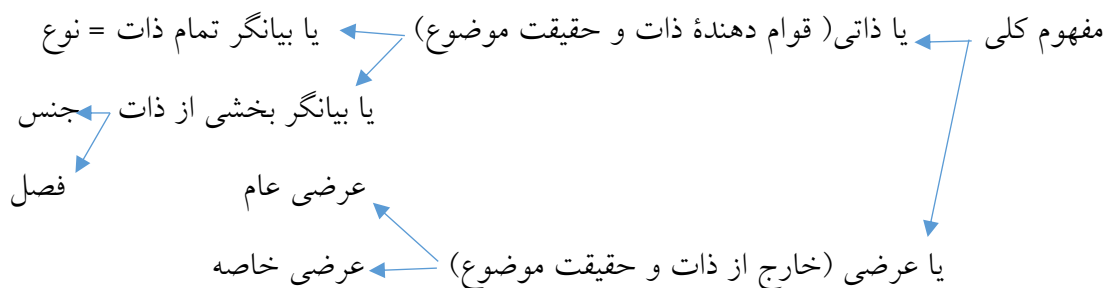 مفهوم کلی یا ذاتی( قوام دهندۀ ذات و حقیقت موضوع) یا بیانگر تمام ذات = نوع
یا بیانگر بخشی از ذات جنس
عرضی عام فصل
یا عرضی (خارج از ذات و حقیقت موضوع) عرضی خاصه